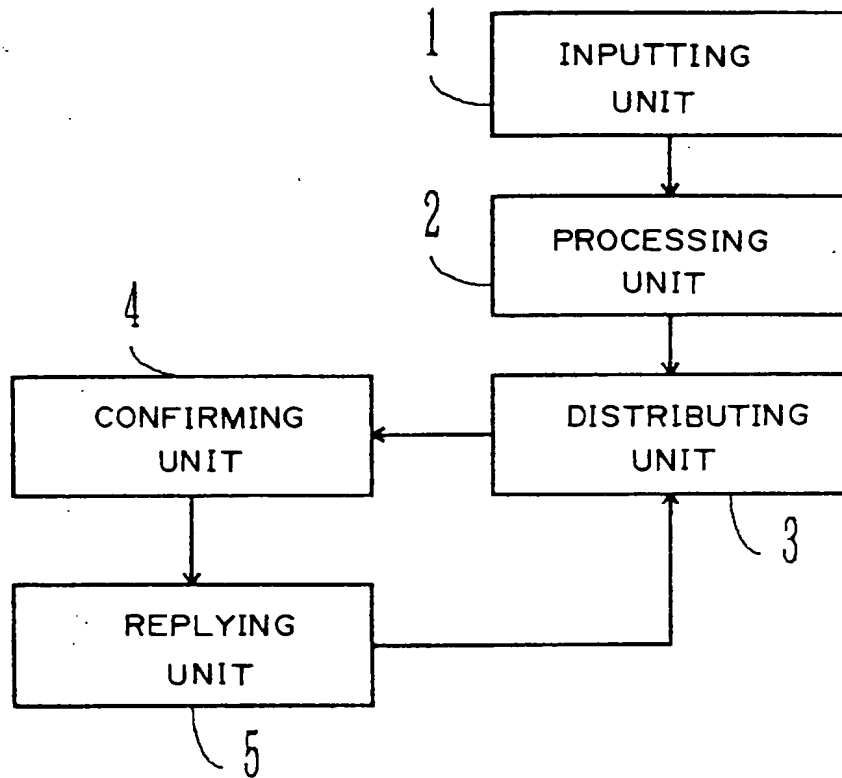 1
INPUTTING
UNIT
2
PROCESSING
UNIT
4
CONFIRMING
UNIT
DISTRIBUTING
UNIT
3
REPLYING
UNIT
5